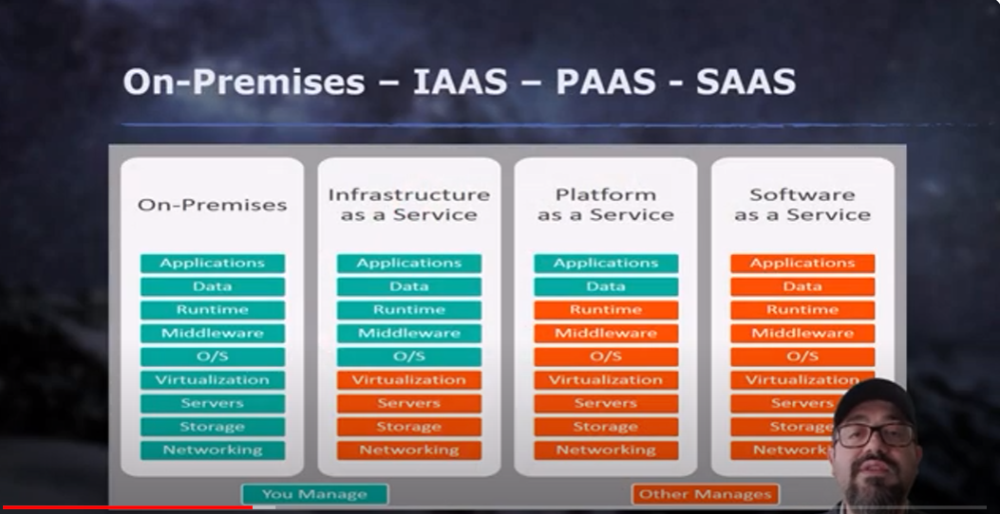 On-Premises – IAAS – PAAS - SAAS
On-Premises
Applications
Data
Runtime
Middleware
O/S
Virtualization
Servers
Storage
Networking
Infrastructure
as a Service
Applications
Data
Runtime
Middleware
O/S
Virtualization
Servers
Storage
Networking
Platform
as a Service
Applications
Data
Runtime
Middleware
O/S
Virtualization
Servers
Storage
Networking
Software
as a Service
Applications
Data
Runtime
Middleware
O/S
Virtualization
Servers
Storage
You Manage
Other Manages